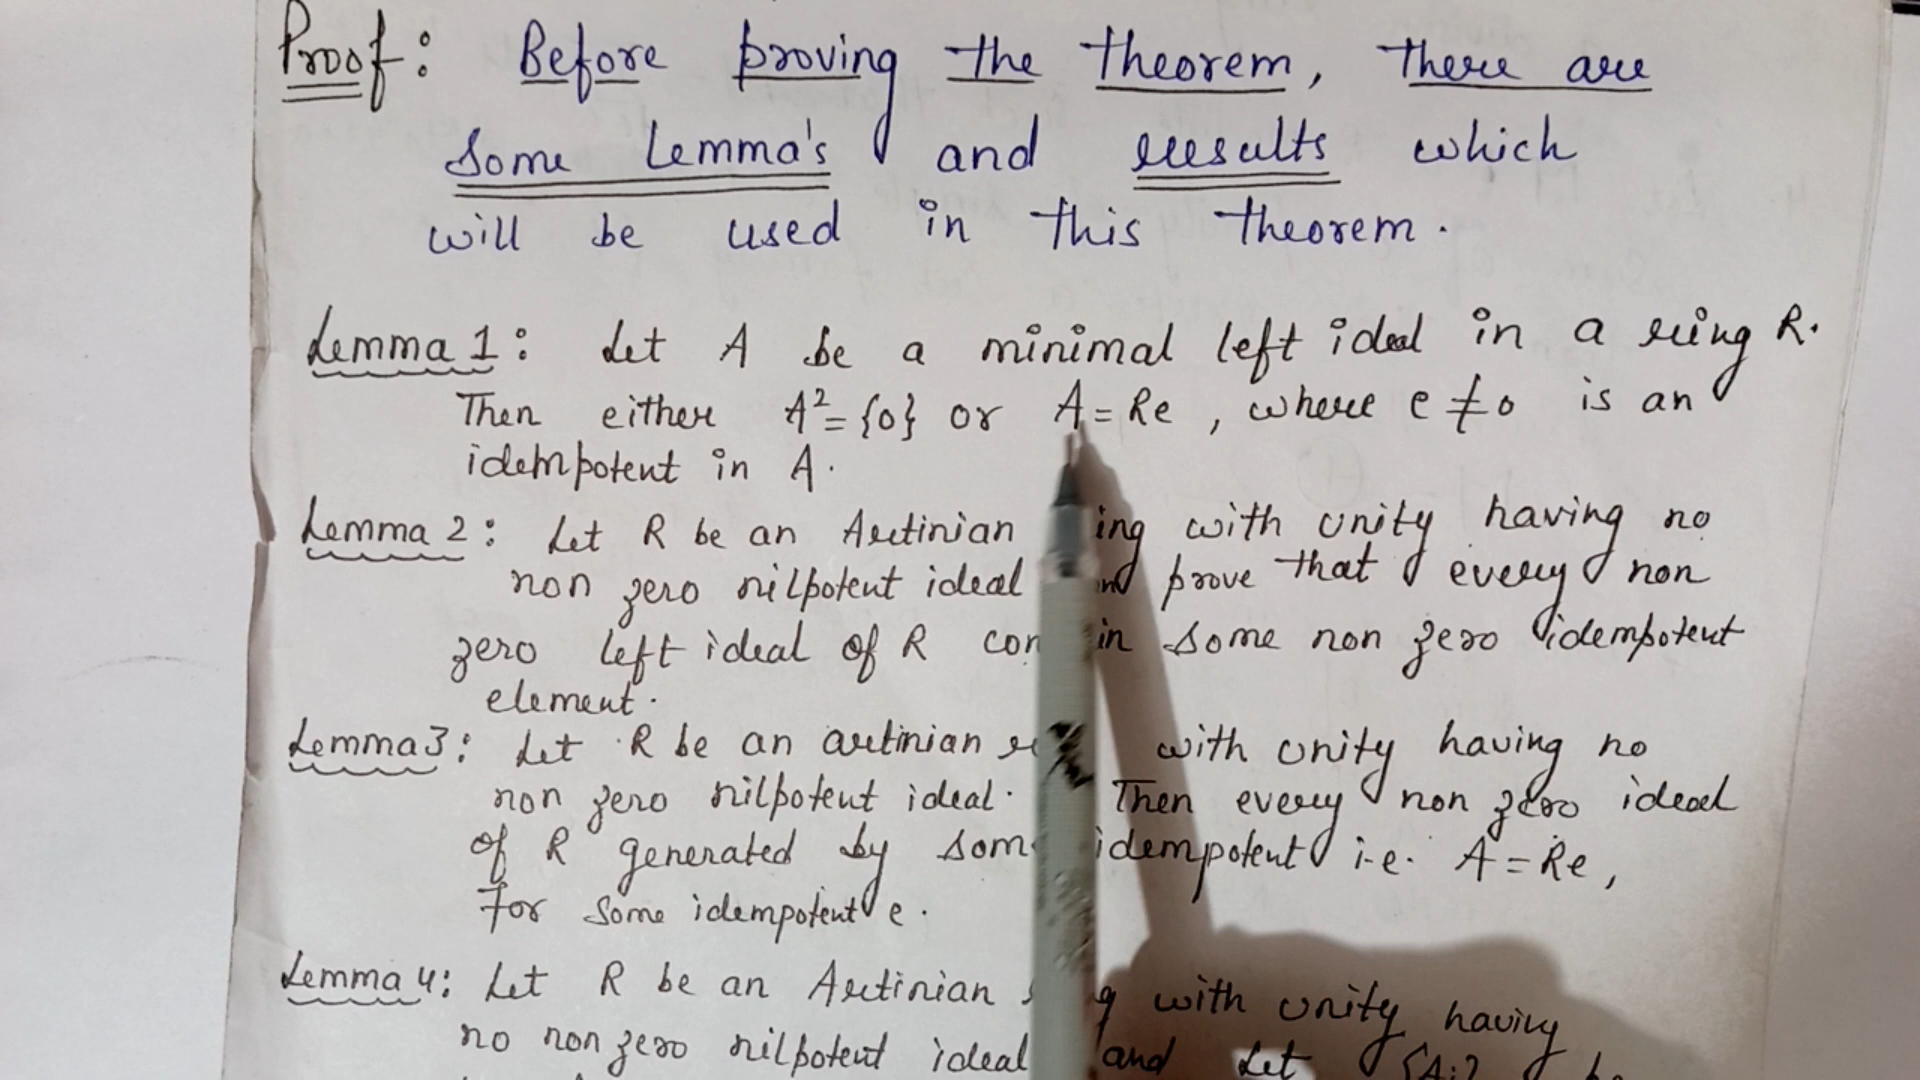 Proof: Before proving the theorem, there are
Some Lemma's and results which
will be used in this theorem.
Lemma 1: Let A be a minimal left ideal in a ring R.
Then either A²={0} or A=Re, where e≠0 is an
idempotent in A.
Lemma 2: Let R be an Artinian ing with unity having no
non zero nilpotent ideal prove that every non
zero left ideal of R con in some non zero idempotent
element.
Lemma 3: Let R be an artinian with unity having no
non zero nilpotent ideal. Then every non zero ideal
of R generated by som idempotent i.e. A=Re,
for some idempotent e.
Lemma 4: Let R be an Artinian g with unity having
no non zero nilpotent ideal and Let {Ai} be